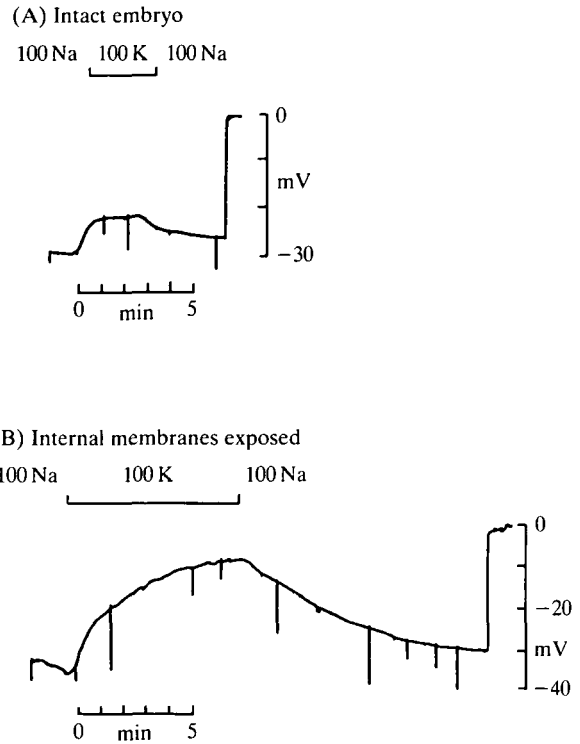 (A) Intact embryo
100 Na 100 K 100 Na
0
mV
−30
0 5
min
B) Internal membranes exposed
100 Na 100 K 100 Na
0
−20
mV
−40
0 5
min